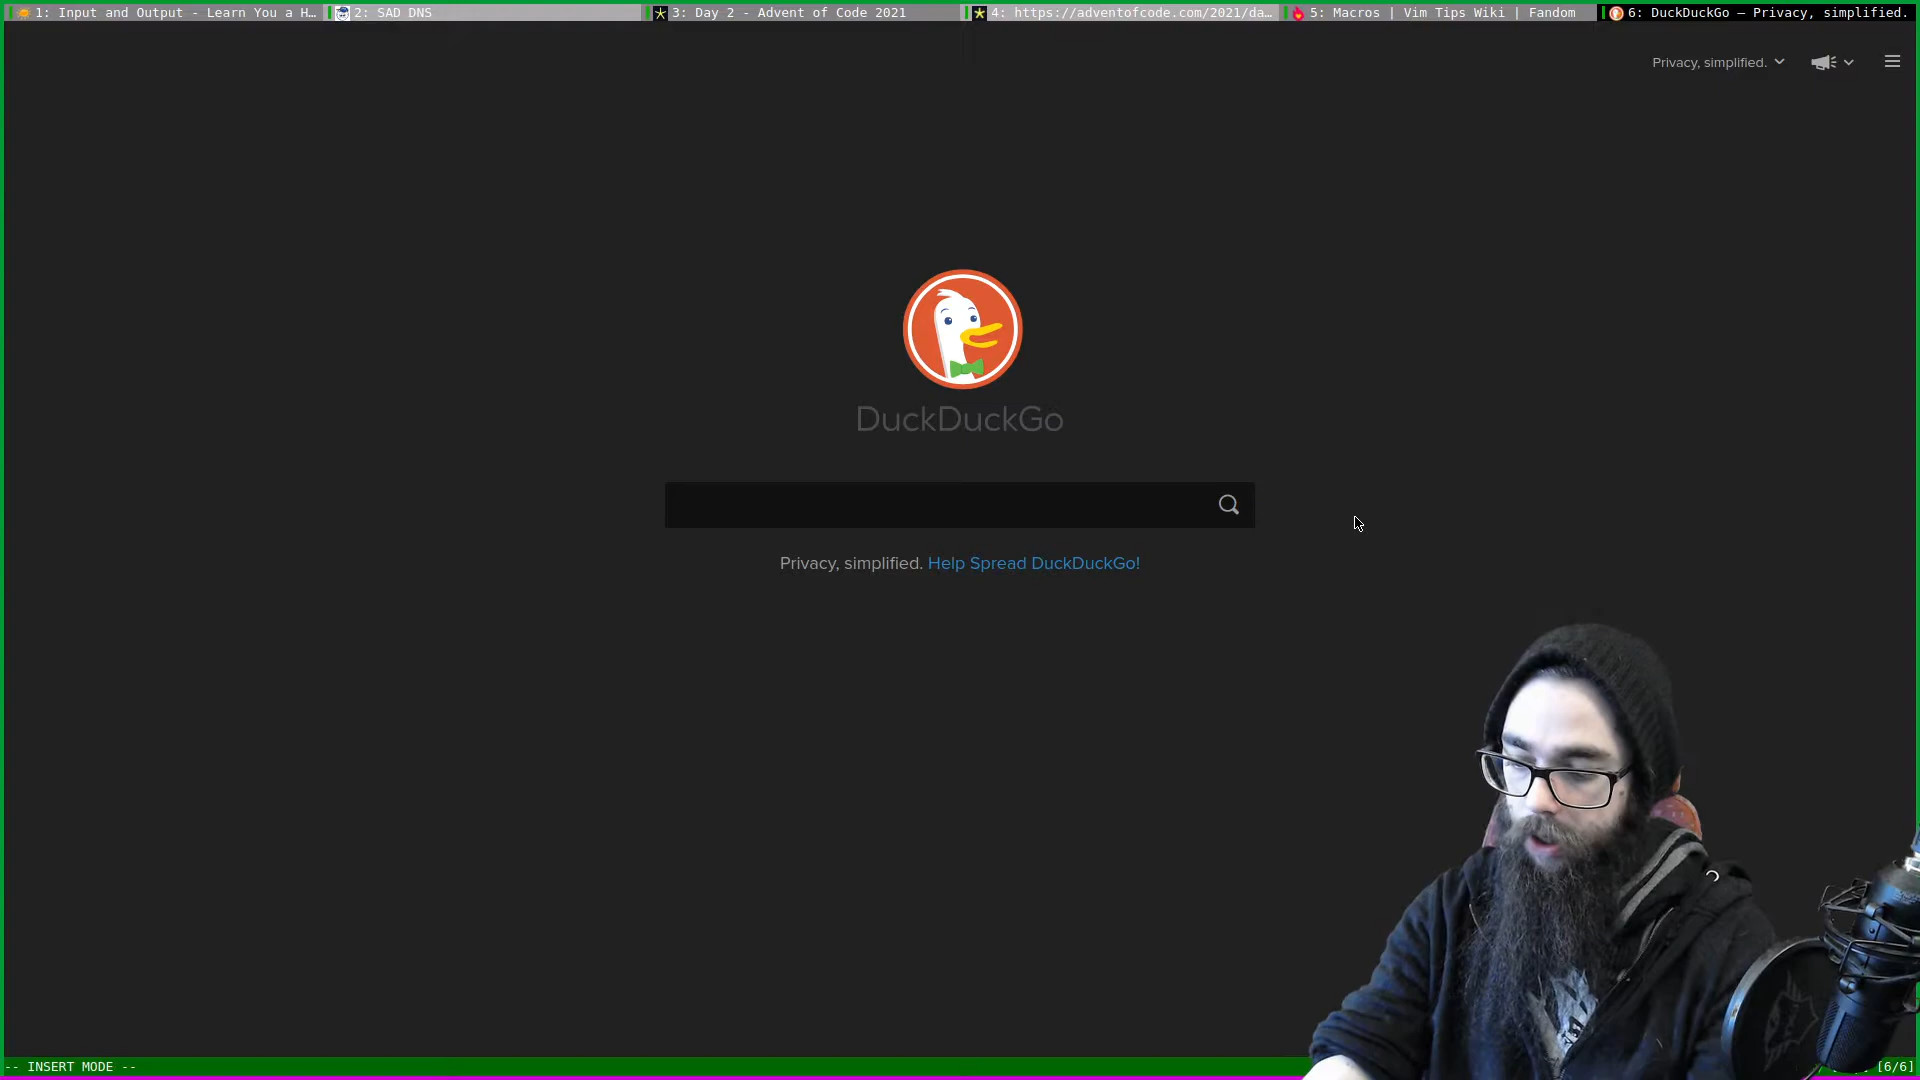 1: Input and Output - Learn You a H…
2: SAD DNS
3: Day 2 - Advent of Code 2021
4: https://adventofcode.com/2021/da…
5: Macros | Vim Tips Wiki | Fandom
6: DuckDuckGo — Privacy, simplified.
Privacy, simplified.
DuckDuckGo
Privacy, simplified. Help Spread DuckDuckGo!
-- INSERT MODE --
[6/6]